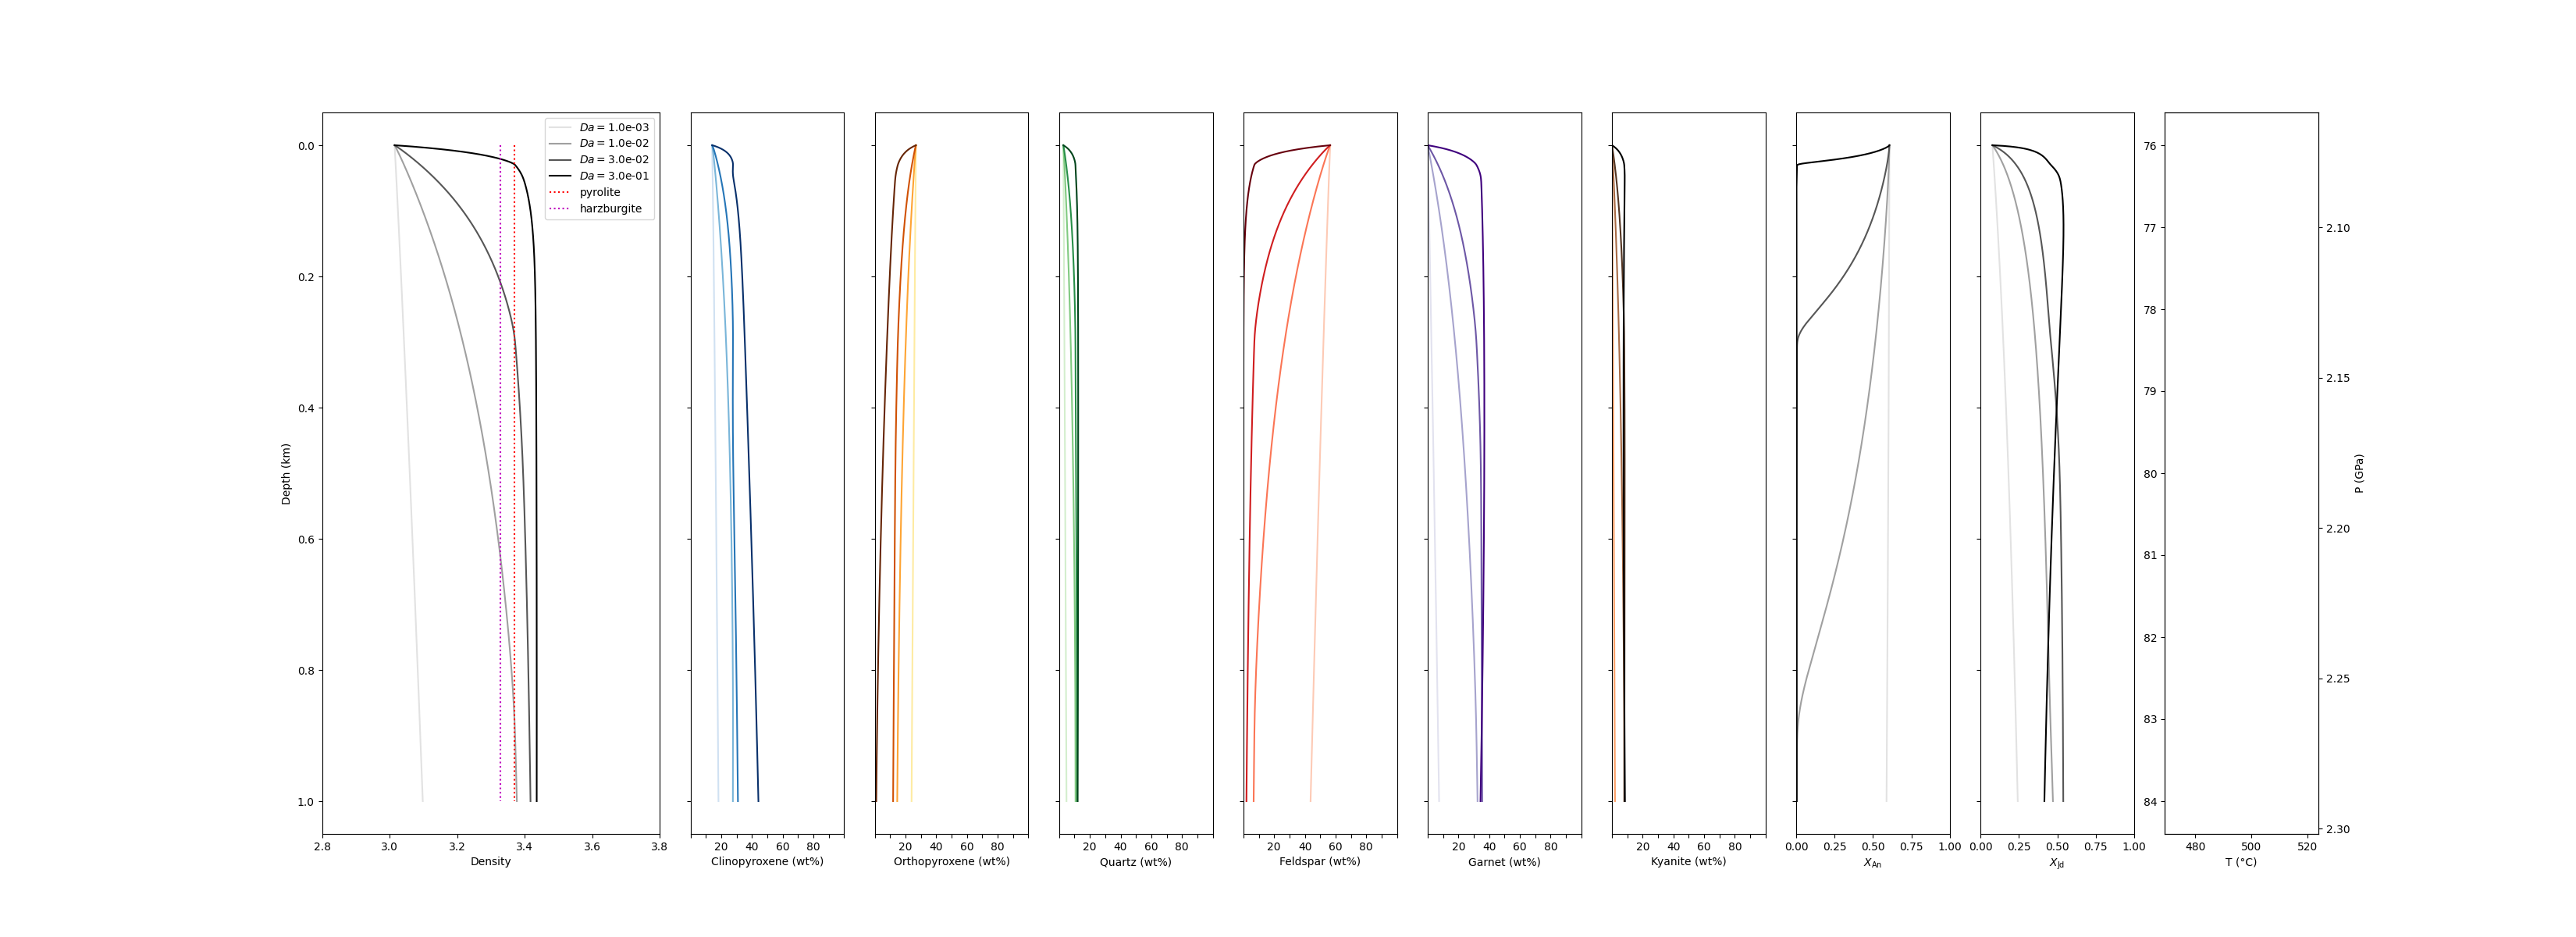 Da = 1.0e-03
Da = 1.0e-02
Da = 3.0e-02
Da = 3.0e-01
pyrolite
harzburgite
0.0
0.2
0.4
0.6
0.8
1.0
Depth (km)
2.8 3.0 3.2 3.4 3.6 3.8
Density
20 40 60 80
Clinopyroxene (wt%)
20 40 60 80
Orthopyroxene (wt%)
20 40 60 80
Quartz (wt%)
20 40 60 80
Feldspar (wt%)
20 40 60 80
Garnet (wt%)
20 40 60 80
Kyanite (wt%)
0.00 0.25 0.50 0.75 1.00
XAn
0.00 0.25 0.50 0.75 1.00
XJd
76
77
78
79
80
81
82
83
84
480 500 520
T (°C)
2.10
2.15
2.20
2.25
2.30
P (GPa)